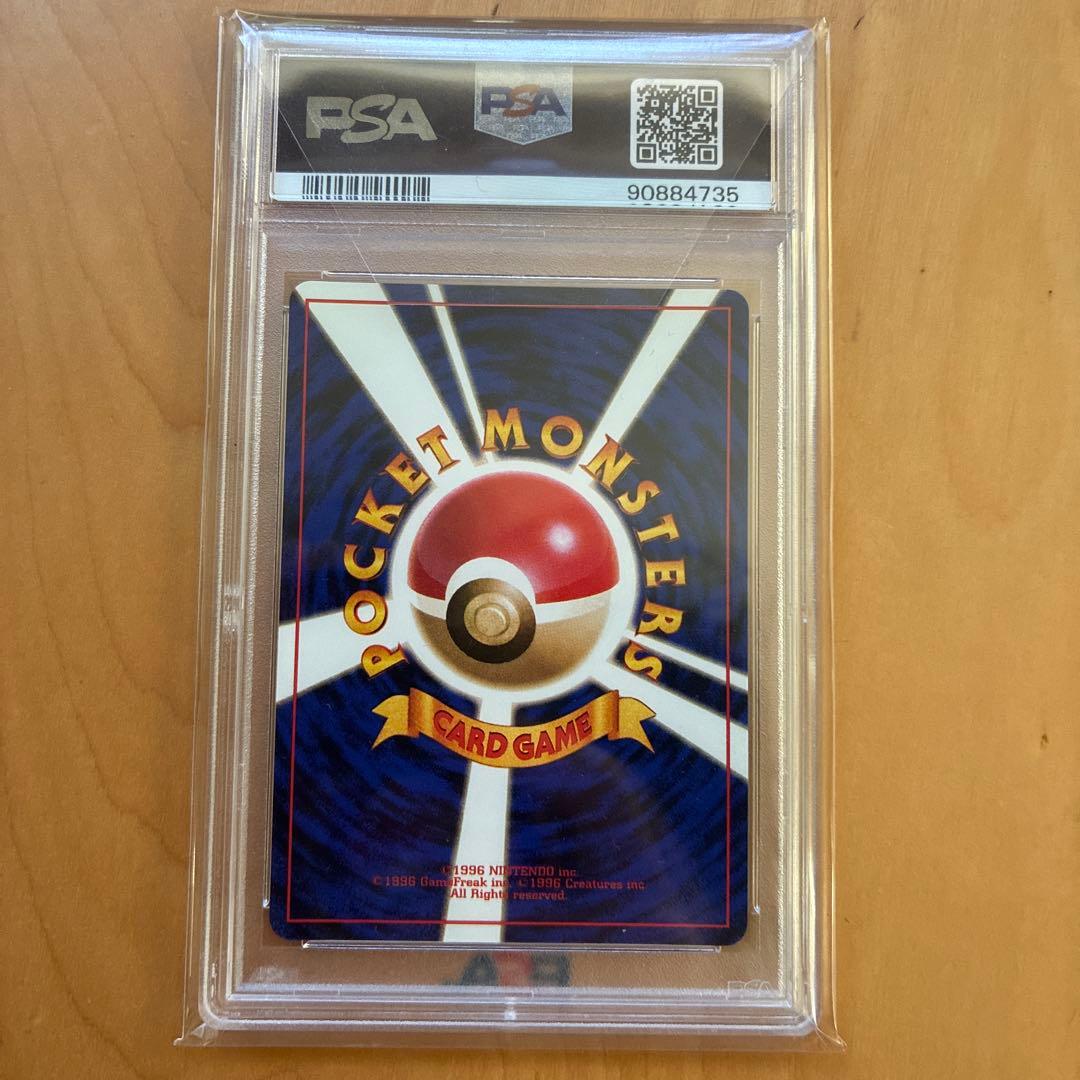 PSA
PSA
90884735
POCKET MONSTERS
CARD GAME
©1996 NINTENDO inc.
©1996 GameFreak inc. ©1996 Creatures inc.
All Rights reserved.
PSA